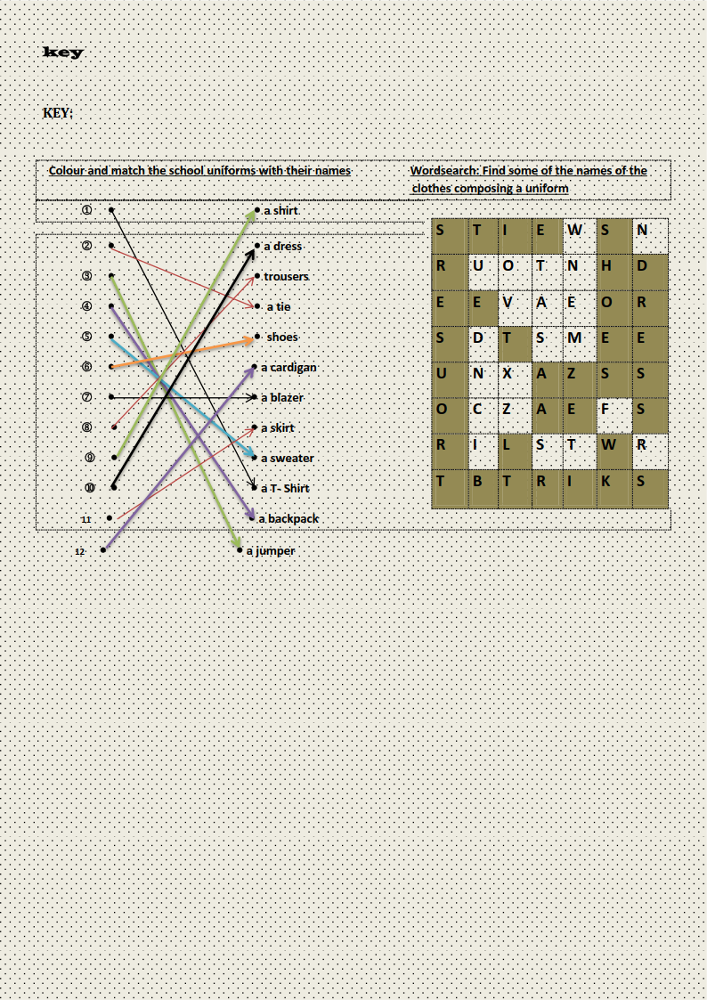 key
KEY:
Colour and match the school uniforms with their names
Wordsearch: Find some of the names of the
clothes composing a uniform
① a shirt
② a dress
③ trousers
④ a tie
⑤ shoes
⑥ a cardigan
⑦ a blazer
⑧ a skirt
⑨ a sweater
⑩ a T- Shirt
11 a backpack
12 a jumper
S T I E W S N
R U O T N H D
E E V A E O R
S D T S M E E
U N X A Z S S
O C Z A E F S
R I L S T W R
T B T R I K S